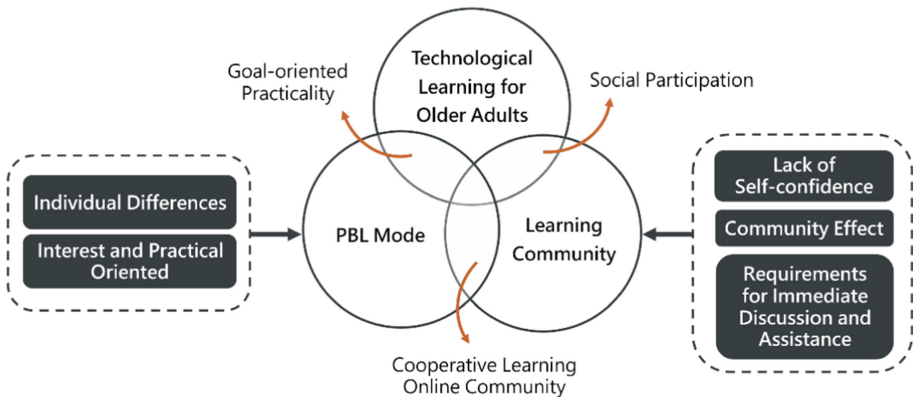 Technological
Learning for
Older Adults
Goal-oriented
Practicality
Social Participation
Individual Differences
Interest and Practical
Oriented
PBL Mode
Learning
Community
Lack of
Self-confidence
Community Effect
Requirements
for Immediate
Discussion and
Assistance
Cooperative Learning
Online Community